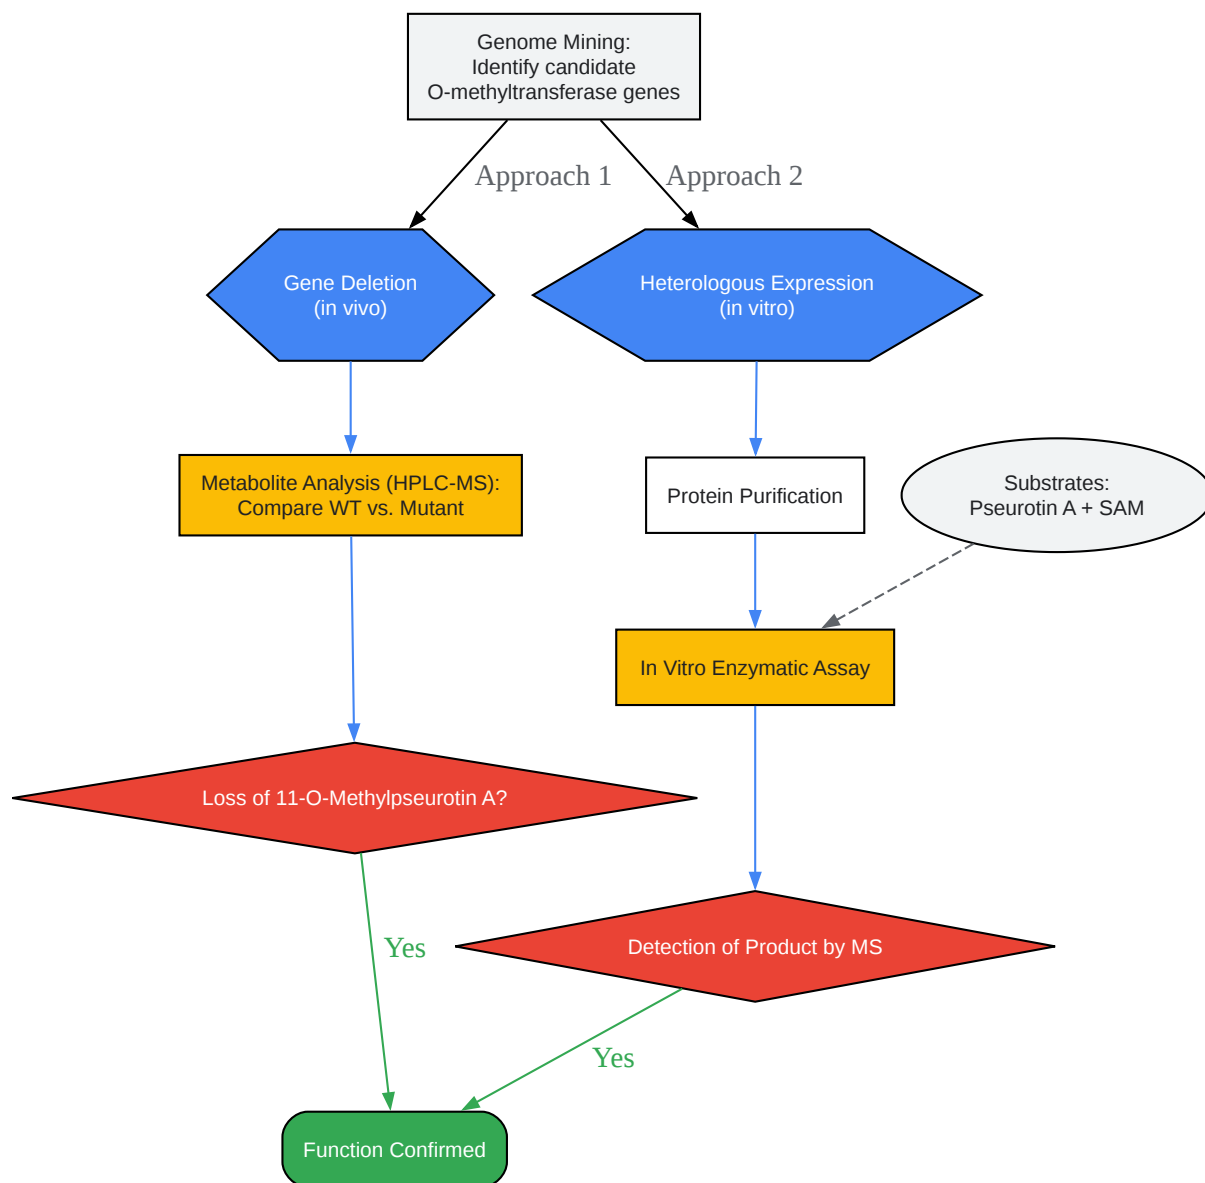 Genome Mining:
Identify candidate
O-methyltransferase genes
Approach 1
Approach 2
Gene Deletion
(in vivo)
Heterologous Expression
(in vitro)
Metabolite Analysis (HPLC-MS):
Compare WT vs. Mutant
Protein Purification
Substrates:
Pseurotin A + SAM
In Vitro Enzymatic Assay
Loss of 11-O-Methylpseurotin A?
Yes
Detection of Product by MS
Yes
Function Confirmed